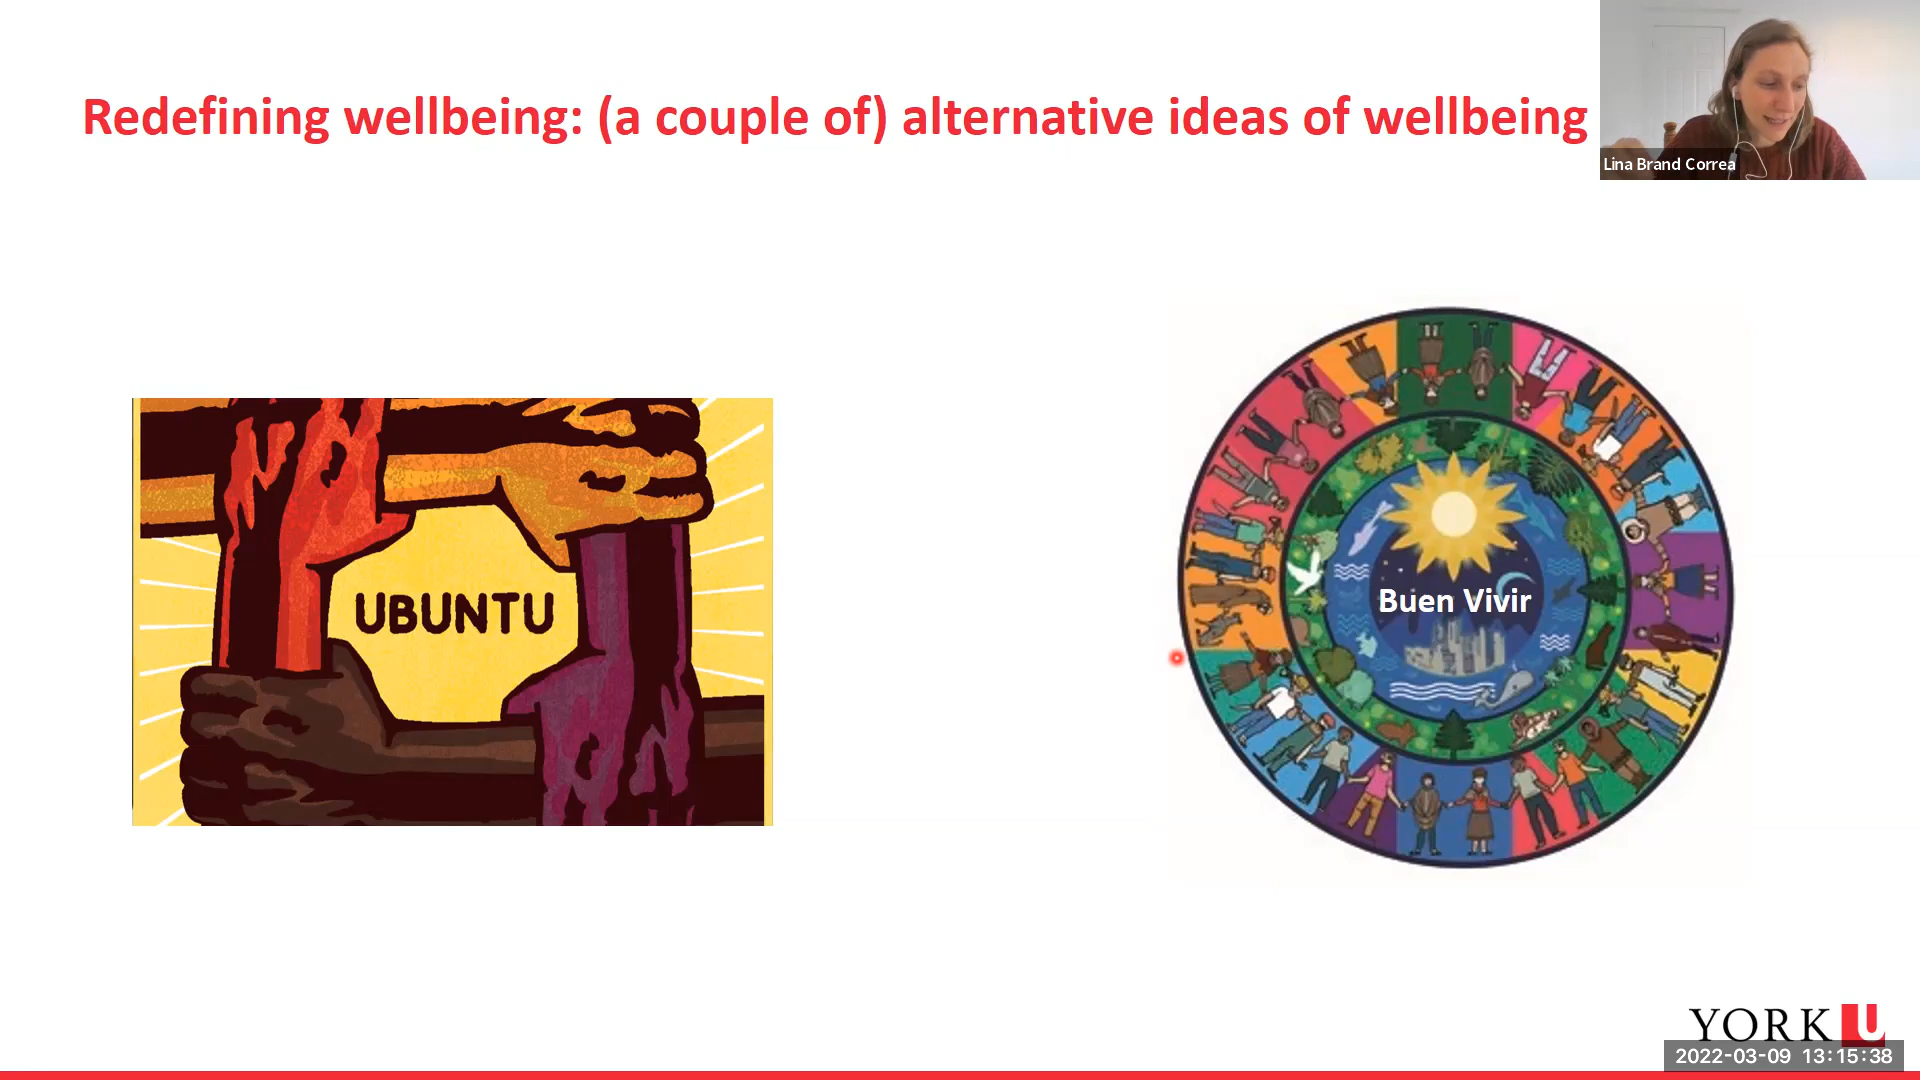 Redefining wellbeing: (a couple of) alternative ideas of wellbeing
Lina Brand Correa
UBUNTU
Buen Vivir
YORK U
2022-03-09 13:15:38